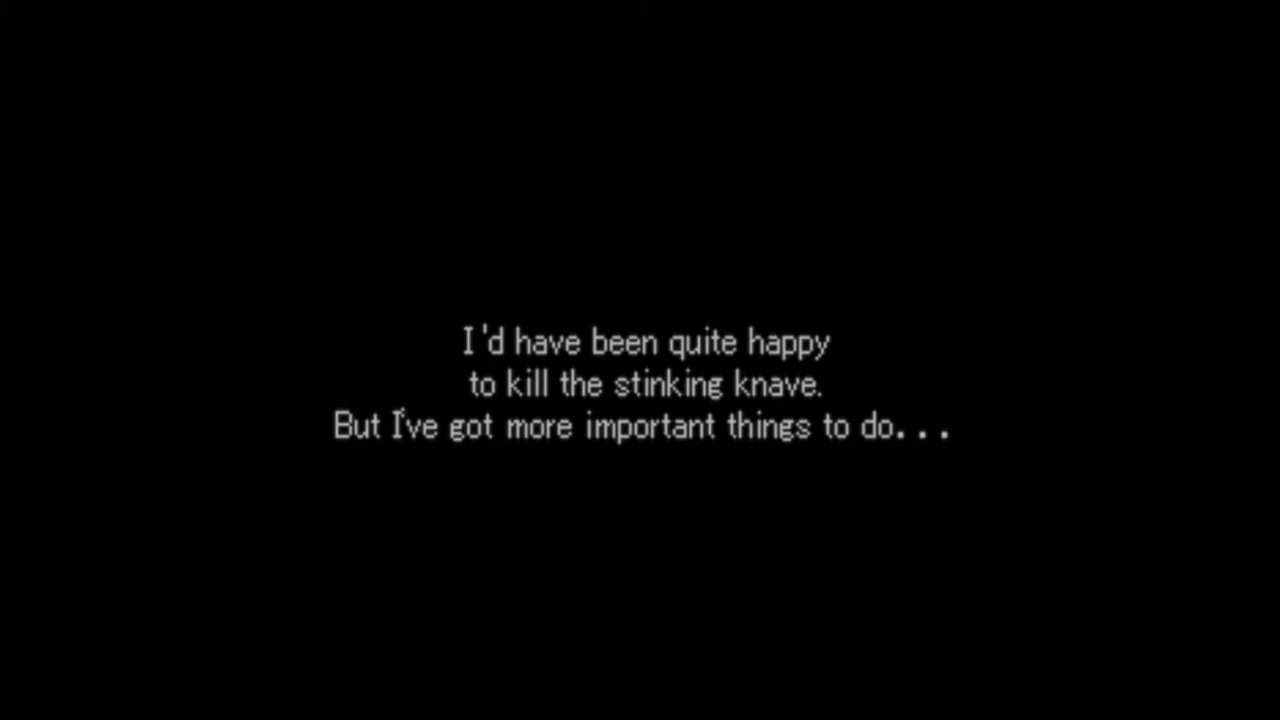 I'd have been quite happy
to kill the stinking knave.
But I've got more important things to do...